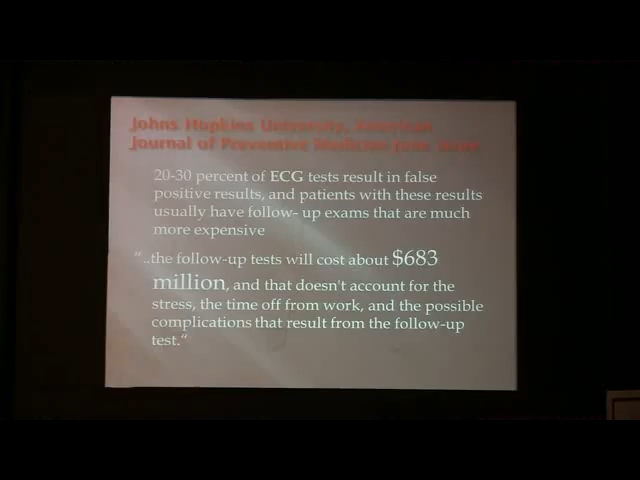 Johns Hopkins University, American
Journal of Preventive Medicine
20-30 percent of ECG tests result in false
positive results, and patients with these results
usually have follow- up exams that are much
more expensive
“..the follow-up tests will cost about $683
million, and that doesn't account for the
stress, the time off from work, and the possible
complications that result from the follow-up
test.“